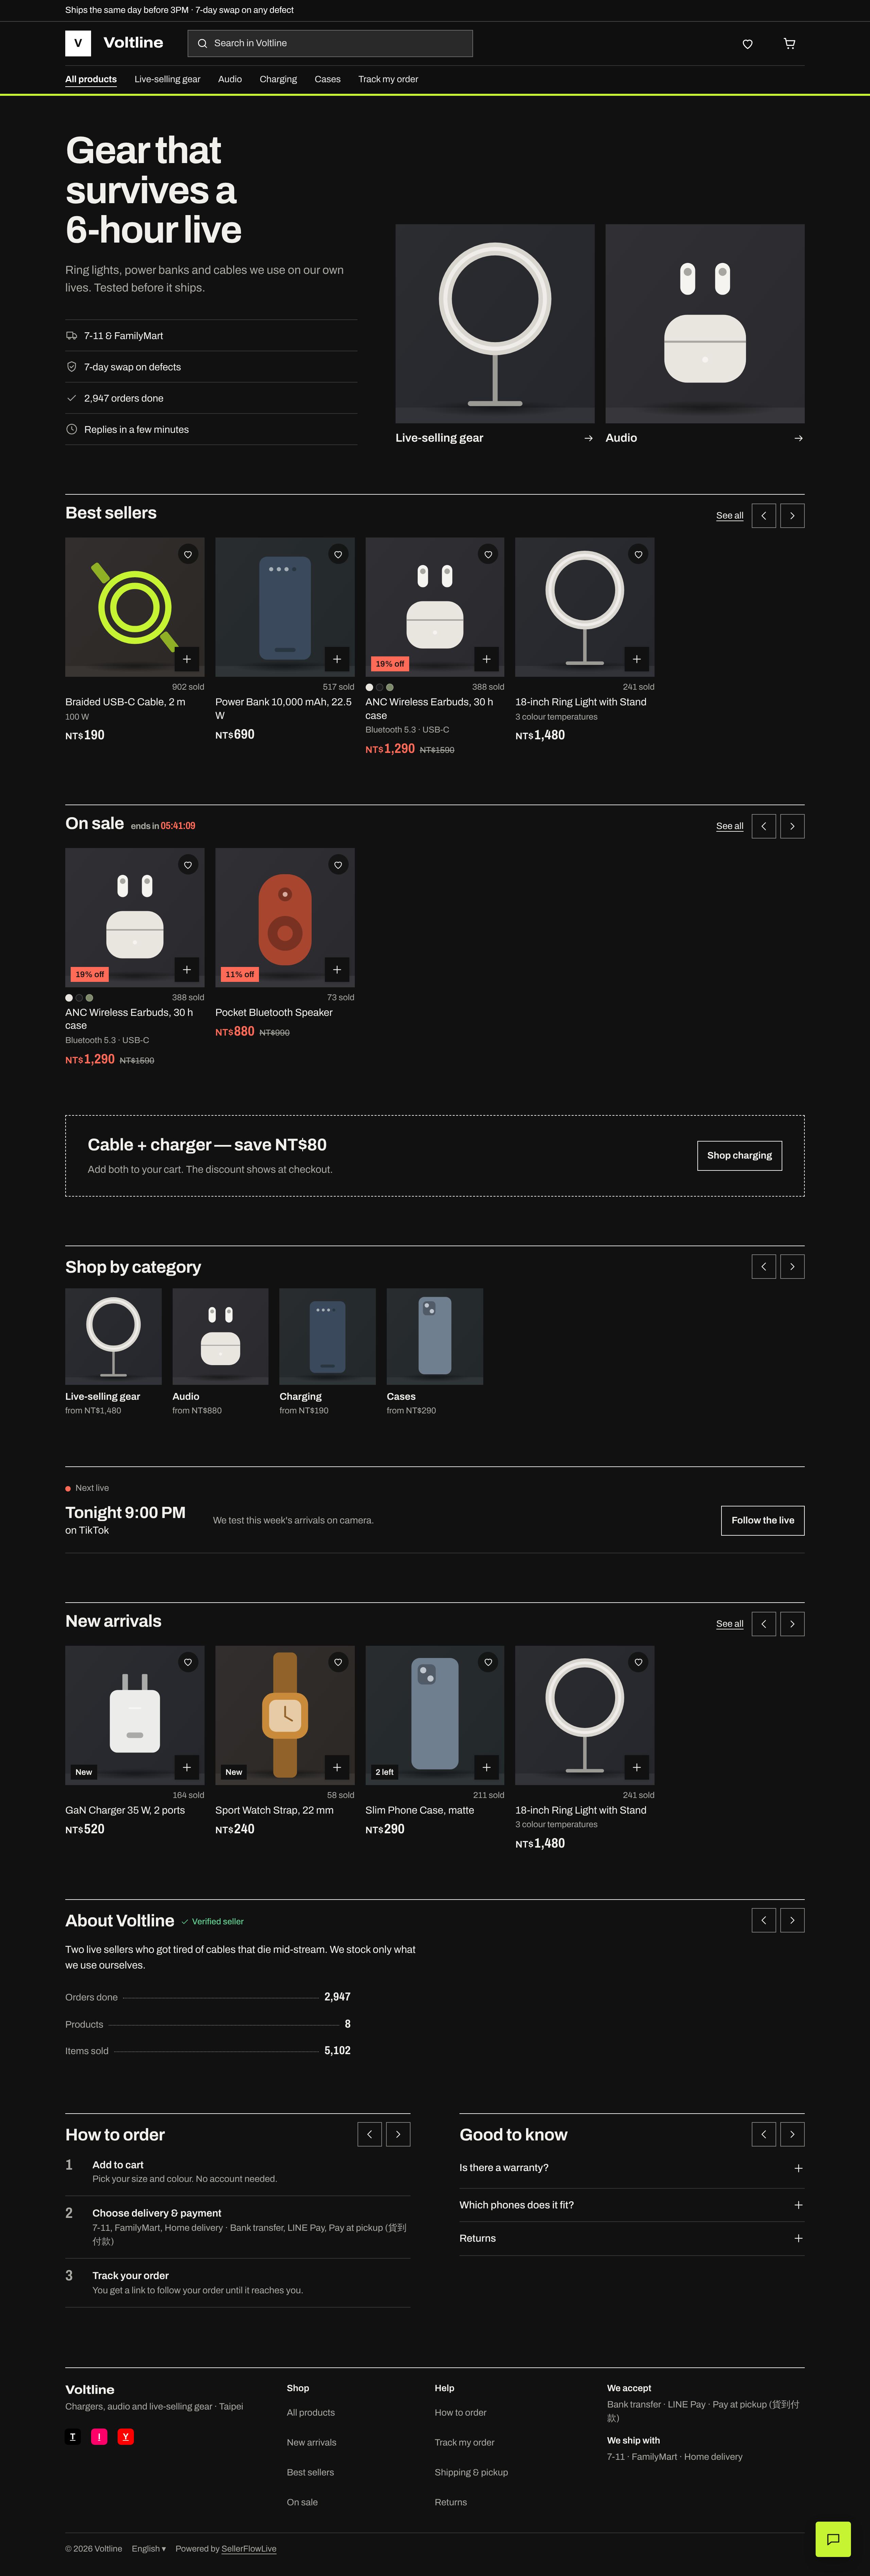 Ships the same day before 3PM · 7-day swap on any defect
V
Voltline
Search in Voltline
All products
Live-selling gear
Audio
Charging
Cases
Track my order
Gear that
survives a
6-hour live
Ring lights, power banks and cables we use on our own
lives. Tested before it ships.
7-11 & FamilyMart
7-day swap on defects
2,947 orders done
Replies in a few minutes
Live-selling gear
Audio
Best sellers
See all
902 sold
Braided USB-C Cable, 2 m
100 W
NT$190
517 sold
Power Bank 10,000 mAh, 22.5
W
NT$690
19% off
388 sold
ANC Wireless Earbuds, 30 h
case
Bluetooth 5.3 · USB-C
NT$1,290 NT$1590
241 sold
18-inch Ring Light with Stand
3 colour temperatures
NT$1,480
On sale ends in 05:41:09
See all
19% off
388 sold
ANC Wireless Earbuds, 30 h
case
Bluetooth 5.3 · USB-C
NT$1,290 NT$1590
11% off
73 sold
Pocket Bluetooth Speaker
NT$880 NT$990
Cable + charger — save NT$80
Add both to your cart. The discount shows at checkout.
Shop charging
Shop by category
Live-selling gear
from NT$1,480
Audio
from NT$880
Charging
from NT$190
Cases
from NT$290
Next live
Tonight 9:00 PM
on TikTok
We test this week's arrivals on camera.
Follow the live
New arrivals
See all
New
164 sold
GaN Charger 35 W, 2 ports
NT$520
New
58 sold
Sport Watch Strap, 22 mm
NT$240
2 left
211 sold
Slim Phone Case, matte
NT$290
241 sold
18-inch Ring Light with Stand
3 colour temperatures
NT$1,480
About Voltline
Verified seller
Two live sellers who got tired of cables that die mid-stream. We stock only what
we use ourselves.
Orders done 2,947
Products 8
Items sold 5,102
How to order
1 Add to cart
Pick your size and colour. No account needed.
2 Choose delivery & payment
7-11, FamilyMart, Home delivery · Bank transfer, LINE Pay, Pay at pickup (貨到
付款)
3 Track your order
You get a link to follow your order until it reaches you.
Good to know
Is there a warranty?
Which phones does it fit?
Returns
Voltline
Chargers, audio and live-selling gear · Taipei
T
I
Y
Shop
All products
New arrivals
Best sellers
On sale
Help
How to order
Track my order
Shipping & pickup
Returns
We accept
Bank transfer · LINE Pay · Pay at pickup (貨到付
款)
We ship with
7-11 · FamilyMart · Home delivery
© 2026 Voltline
English ▾
Powered by SellerFlowLive